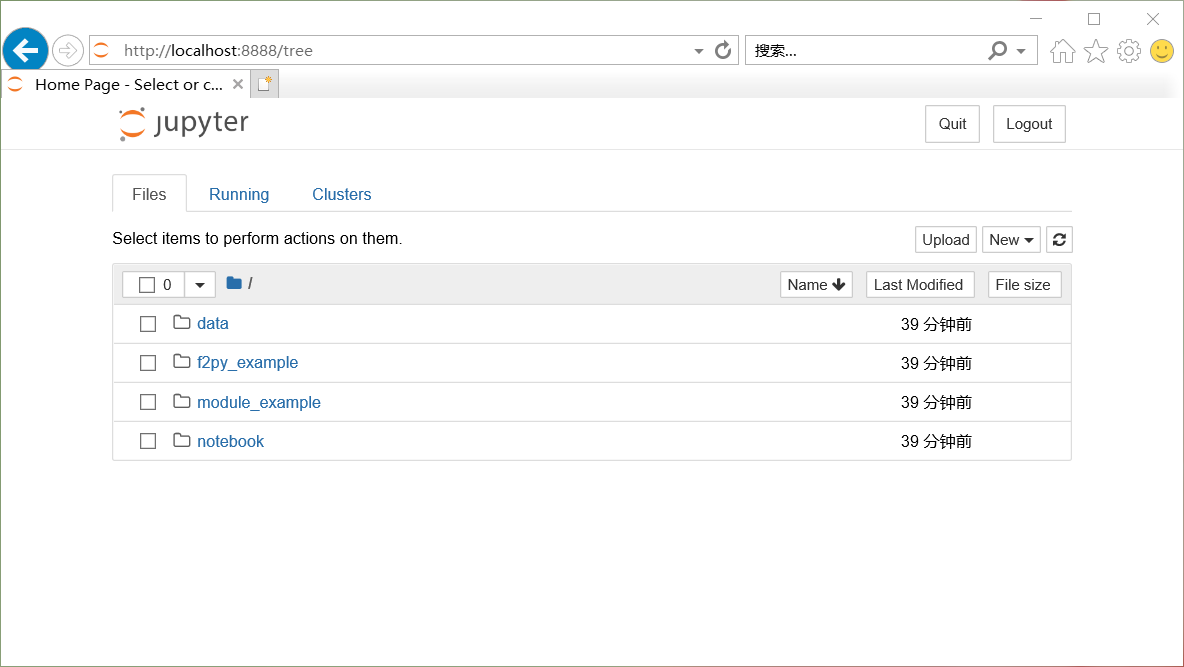 http://localhost:8888/tree
搜索...
Home Page - Select or c...
jupyter
Quit
Logout
Files
Running
Clusters
Select items to perform actions on them.
Upload
New
0
/
Name
Last Modified
File size
data
39 分钟前
f2py_example
39 分钟前
module_example
39 分钟前
notebook
39 分钟前